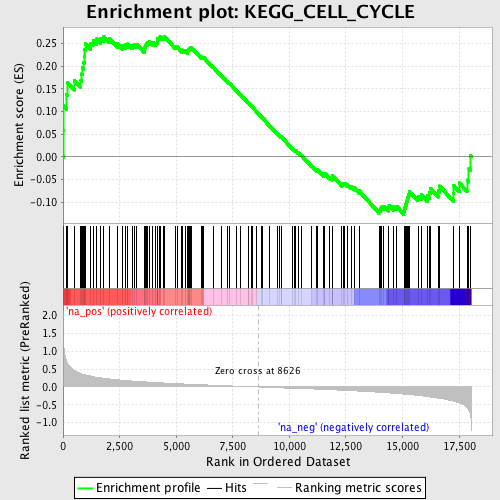 Enrichment plot: KEGG_CELL_CYCLE
Enrichment score (ES)
0.25
0.20
0.15
0.10
0.05
0.00
-0.05
-0.10
Ranked list metric (PreRanked)
'na_pos' (positively correlated)
2.0
1.5
1.0
0.5
0.0
-0.5
-1.0
Zero cross at 8626
'na_neg' (negatively correlated)
0
2,500
5,000
7,500
10,000
12,500
15,000
17,500
Rank in Ordered Dataset
Enrichment profile
Hits
Ranking metric scores